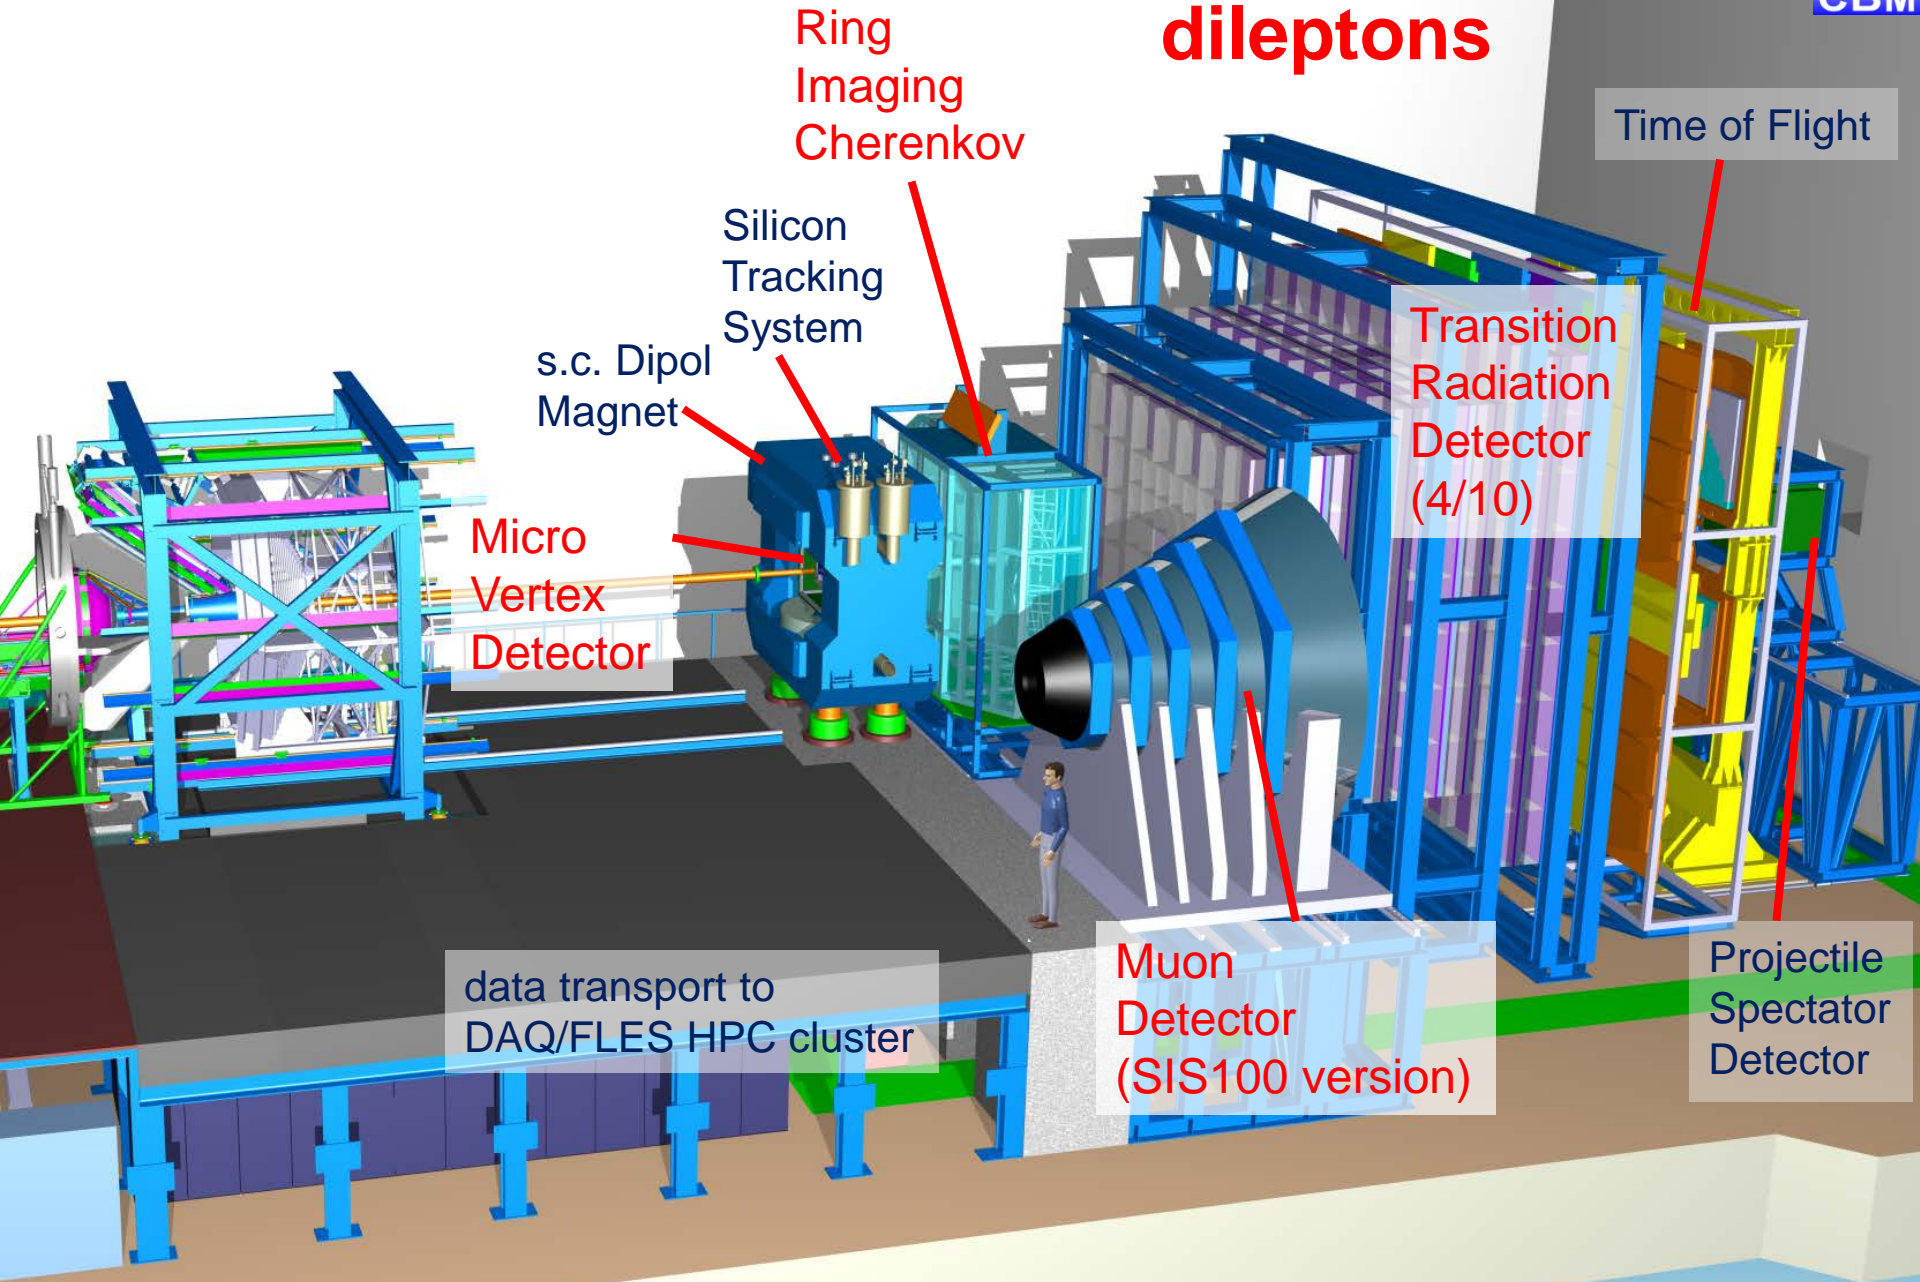 CBM
dileptons
Ring
Imaging
Cherenkov
Time of Flight
Silicon
Tracking
System
s.c. Dipol
Magnet
Transition
Radiation
Detector
(4/10)
Micro
Vertex
Detector
data transport to
DAQ/FLES HPC cluster
Muon
Detector
(SIS100 version)
Projectile
Spectator
Detector